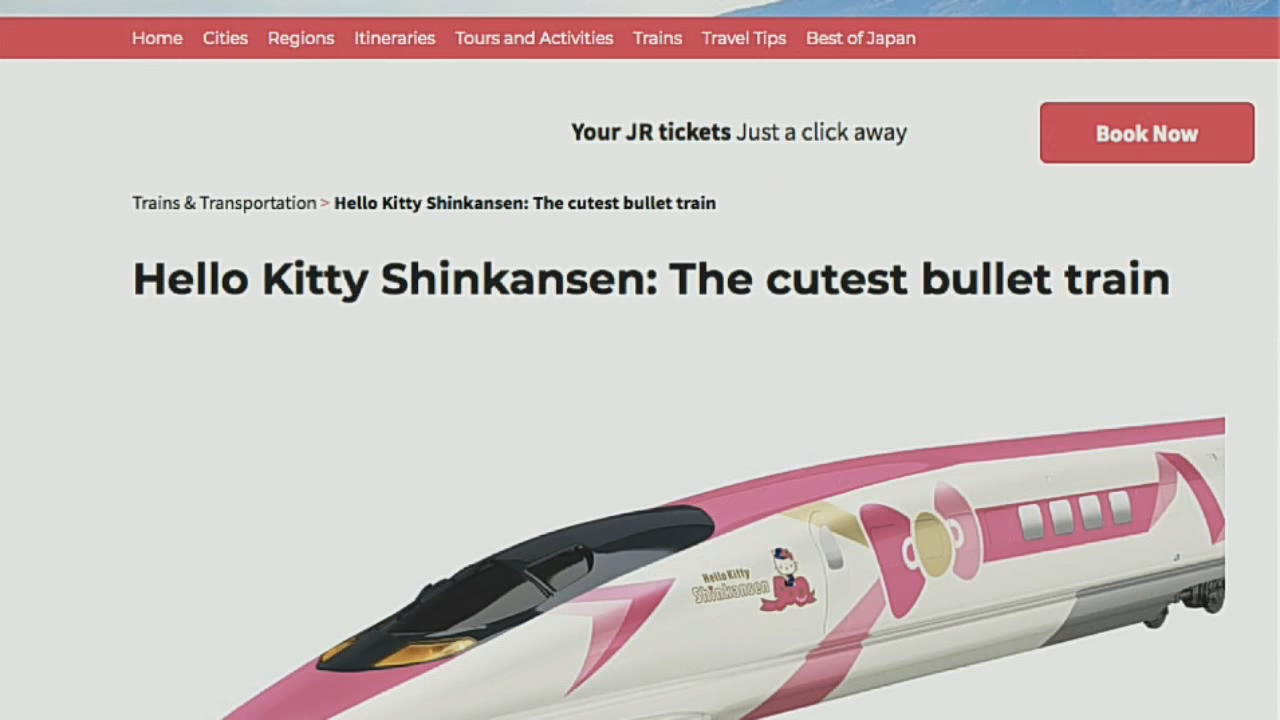 Home Cities Regions Itineraries Tours and Activities Trains Travel Tips Best of Japan
Your JR tickets Just a click away
Book Now
Trains & Transportation > Hello Kitty Shinkansen: The cutest bullet train
Hello Kitty Shinkansen: The cutest bullet train
Hello Kitty
Shinkansen